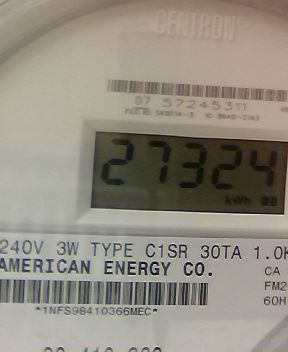 CENTRON®
07 57245311
27324
kWh
240V 3W TYPE C1SR 30TA 1.0K
AMERICAN ENERGY CO.
CA
FM2
60H
*1NFS98410366MEC*